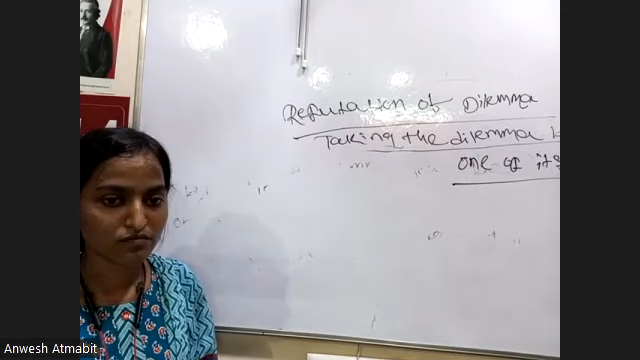 Refutation of Dilemma
Taking the dilemma
one of its
Anwesh Atmabit